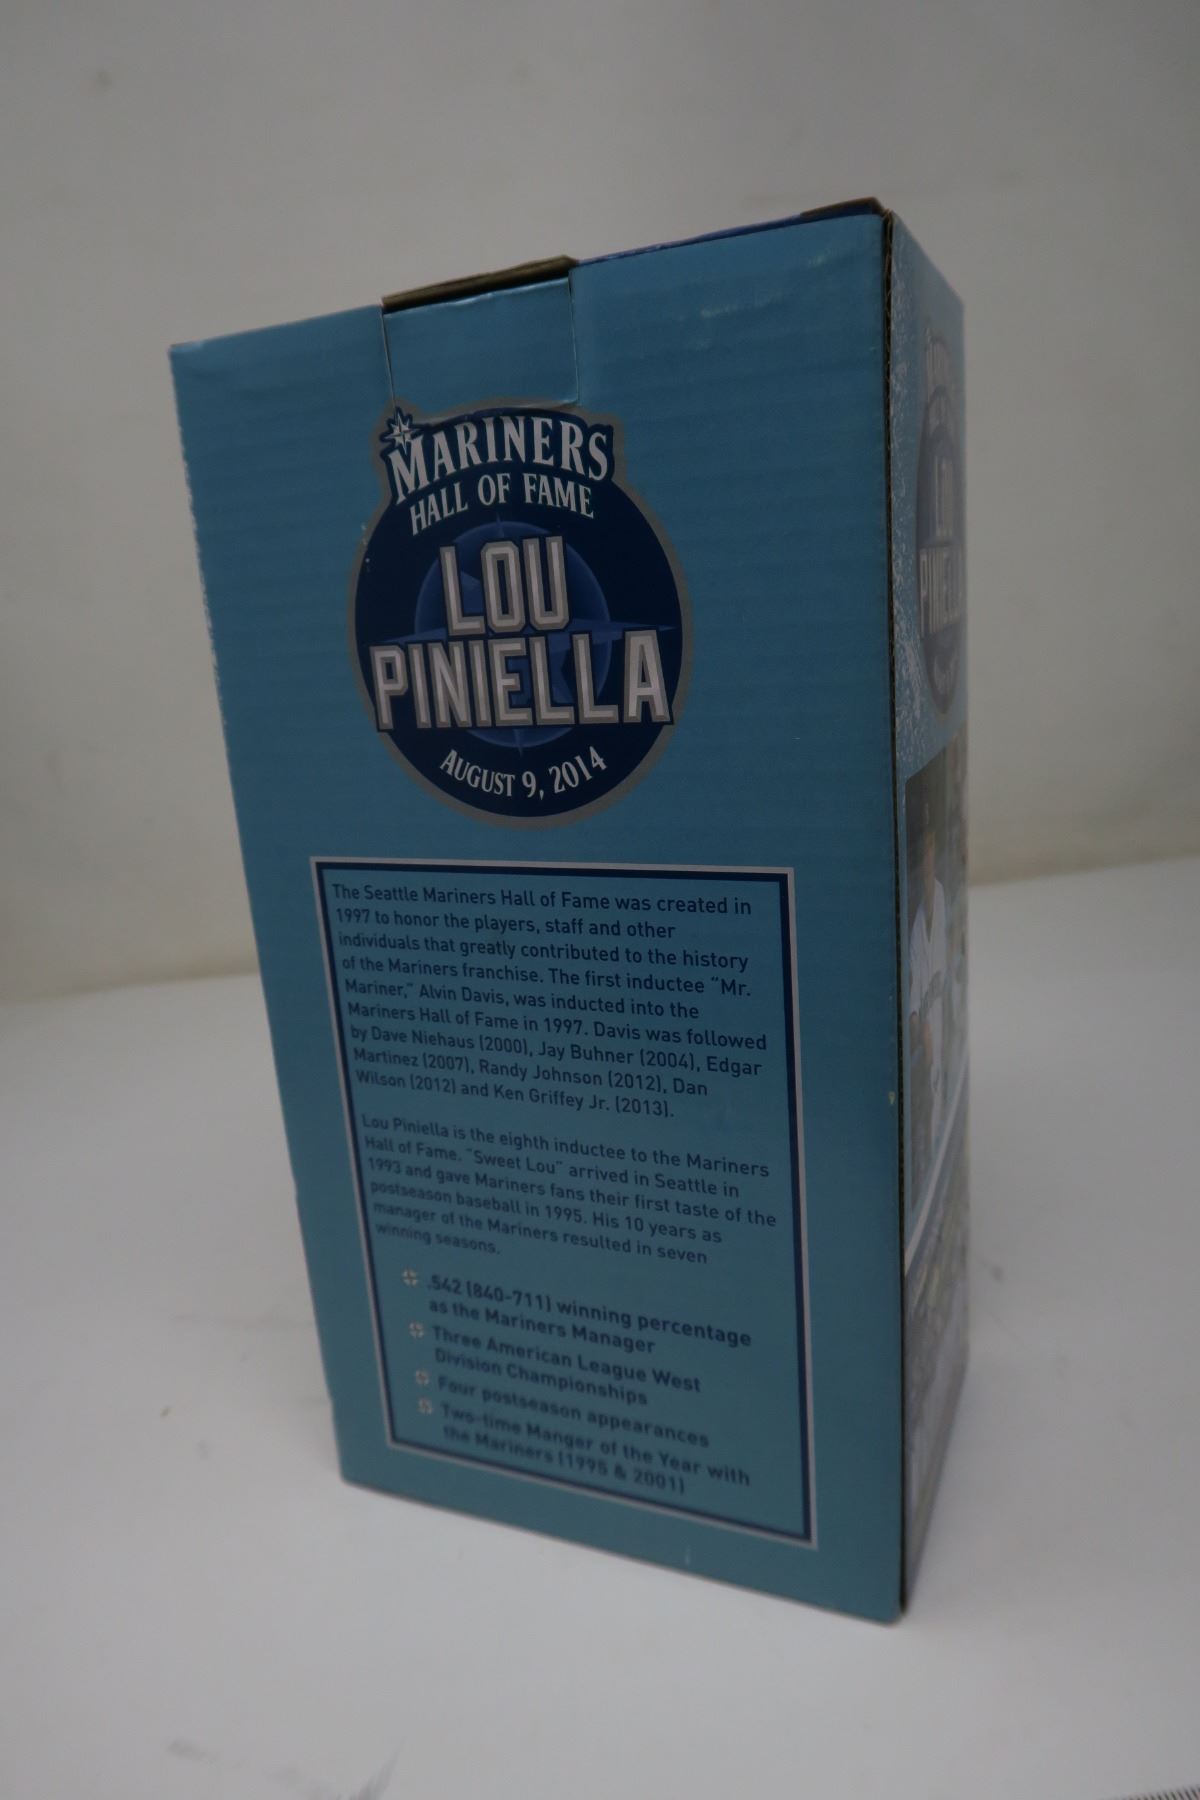 MARINERS
HALL OF FAME
LOU
PINIELLA
AUGUST 9, 2014
The Seattle Mariners Hall of Fame was created in
1997 to honor the players, staff and other
individuals that greatly contributed to the history
of the Mariners franchise. The first inductee "Mr.
Mariner," Alvin Davis, was inducted into the
Mariners Hall of Fame in 1997. Davis was followed
by Dave Niehaus (2000), Jay Buhner (2004), Edgar
Martinez (2007), Randy Johnson (2012), Dan
Wilson (2012) and Ken Griffey Jr. (2013).
Lou Piniella is the eighth inductee to the Mariners
Hall of Fame. "Sweet Lou" arrived in Seattle in
1993 and gave Mariners fans their first taste of the
postseason baseball in 1995. His 10 years as
manager of the Mariners resulted in seven
winning seasons.
.542 (840-711) winning percentage
as the Mariners Manager
Three American League West
Division Championships
Four postseason appearances
Two-time Manger of the Year with
the Mariners (1995 & 2001)
LOU
PINIELLA